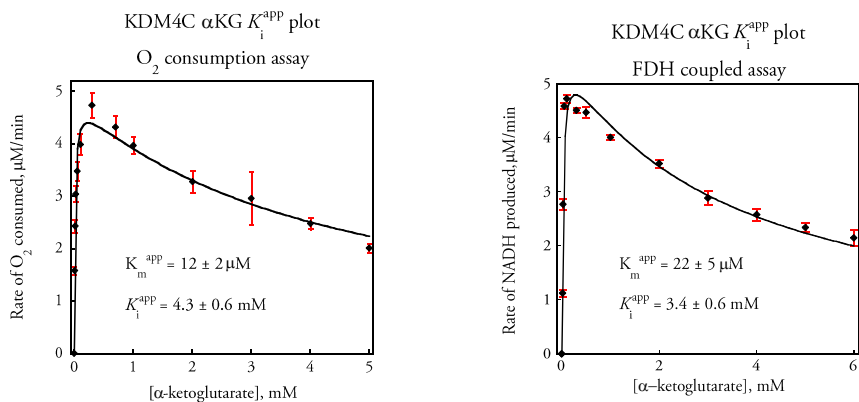 KDM4C αKG Kᵢᵃᵖᵖ plot
O₂ consumption assay
Rate of O₂ consumed, μM/min
5
4
3
2
1
0
Kₘᵃᵖᵖ = 12 ± 2 μM
Kᵢᵃᵖᵖ = 4.3 ± 0.6 mM
0 1 2 3 4 5
[α-ketoglutarate], mM
KDM4C αKG Kᵢᵃᵖᵖ plot
FDH coupled assay
Rate of NADH produced, μM/min
5
4
3
2
1
0
Kₘᵃᵖᵖ = 22 ± 5 μM
Kᵢᵃᵖᵖ = 3.4 ± 0.6 mM
0 2 4 6
[α−ketoglutarate], mM